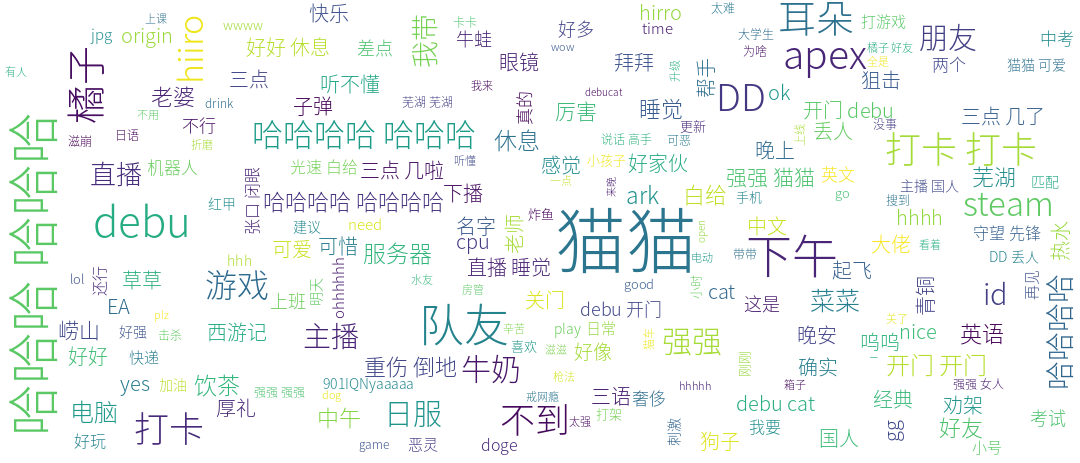 上课
太难
jpg
origin
wwww
hiiro
快乐
我带
卡卡
好多
hirro
time
耳朵
打游戏
朋友
中考
有人
橘子
好好 休息
差点
牛蛙
wow
大学生
为啥
橘子 好友
全是
两个
猫猫 可爱
三点
听不懂
眼镜
拜拜
升级
帮手
apex
狙击
老婆
drink
子弹
芜湖 芜湖
我来
真的
debucat
厉害
睡觉
DD
ok
开门 debu
三点 几了
滋崩
日语
不用
不行
折磨
哈哈哈哈 哈哈哈
休息
说话 高手
更新
可恶
上线
丢人
没事
打卡 打卡
哈哈哈哈 哈哈哈
直播
机器人
闭眼
光速 白给
三点 几啦
听懂
感觉
小孩子
好家伙
晚上
强强 猫猫
英文
芜湖
匹配
一点
来晚
红甲
张口
哈哈哈哈 哈哈哈哈
下播
ark
白给
手机
go
主播 国人
搜到
steam
debu
建议
need
名字
老师
炸鱼
猫猫
open
中文
hhhh
守望 先锋
热水
hhh
可爱
可惜
服务器
cpu
直播 睡觉
电动
带带
下午
大佬
看着
DD 丢人
lol
还行
草草
游戏
上班
明天
ohhhhhh
水友
房管
关门
good
小时
cat
这是
起飞
菜菜
青铜
id
再见
哈哈哈哈
EA
plz
debu 开门
关了
崂山
好强
击杀
西游记
主播
队友
辛苦
play 日常
喜欢
强强
晚安
呜呜
nice
英语
好好
快递
重伤 倒地
牛奶
滋滋
好像
刚刚
确实
开门 开门
yes
加油
饮茶
强强 强强
901IQNyaaaaa
dog
枪法
戒网瘾
三语
奢侈
hhhhh
箱子
强强 女人
电脑
打卡
厚礼
中午
日服
不到
太强
打架
debu cat
经典
劝架
考试
好玩
game
恶灵
doge
刺激
狗子
我要
国人
gg
好友
小号